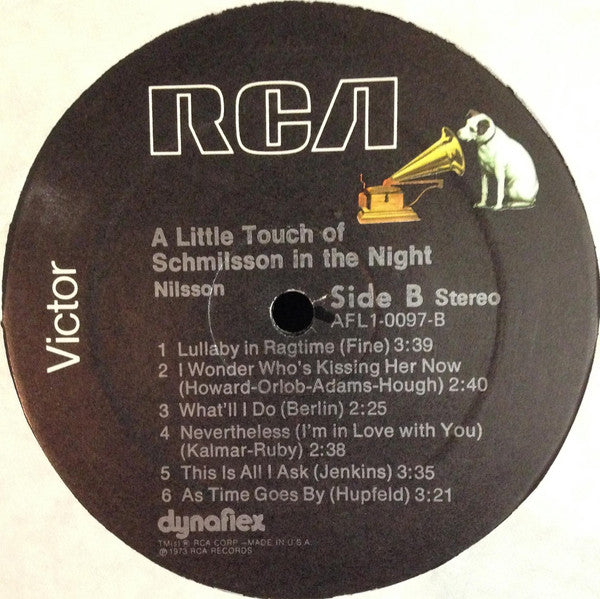 RCA
Victor
A Little Touch of
Schmilsson in the Night
Nilsson
Side B Stereo
AFL1-0097-B
1 Lullaby in Ragtime (Fine) 3:39
2 I Wonder Who's Kissing Her Now
(Howard-Orlob-Adams-Hough) 2:40
3 What'll I Do (Berlin) 2:25
4 Nevertheless (I'm in Love with You)
(Kalmar-Ruby) 2:38
5 This Is All I Ask (Jenkins) 3:35
6 As Time Goes By (Hupfeld) 3:21
dynaflex
TM(s) ® RCA CORP.—MADE IN U.S.A.
℗1973 RCA RECORDS